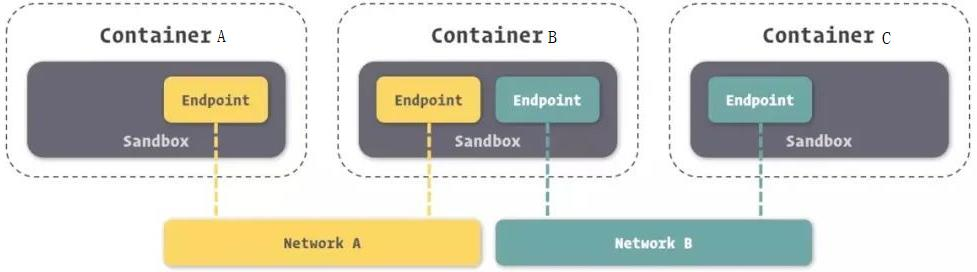 Container A
Endpoint
Sandbox
Container B
Endpoint
Endpoint
Sandbox
Container C
Endpoint
Sandbox
Network A
Network B